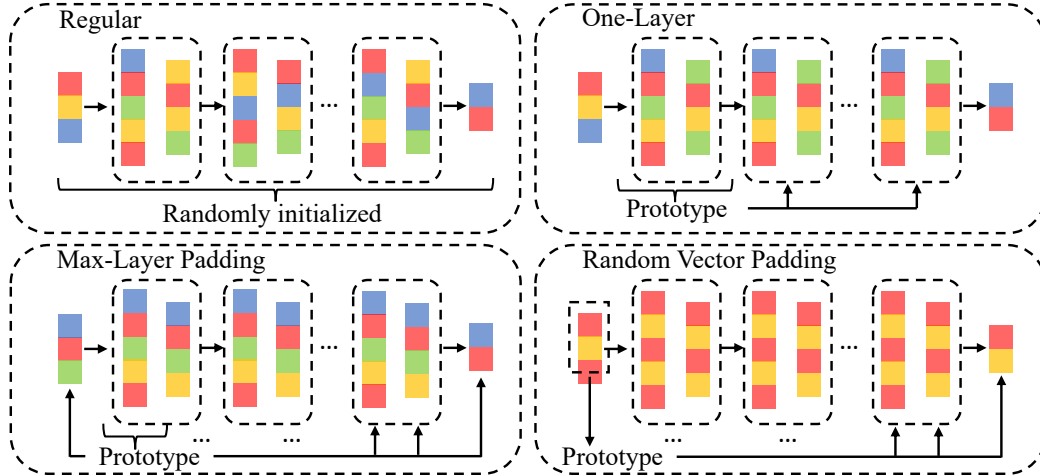 Regular
...
Randomly initialized
One-Layer
...
Prototype
Max-Layer Padding
...
... ...
Prototype
Random Vector Padding
...
... ...
Prototype